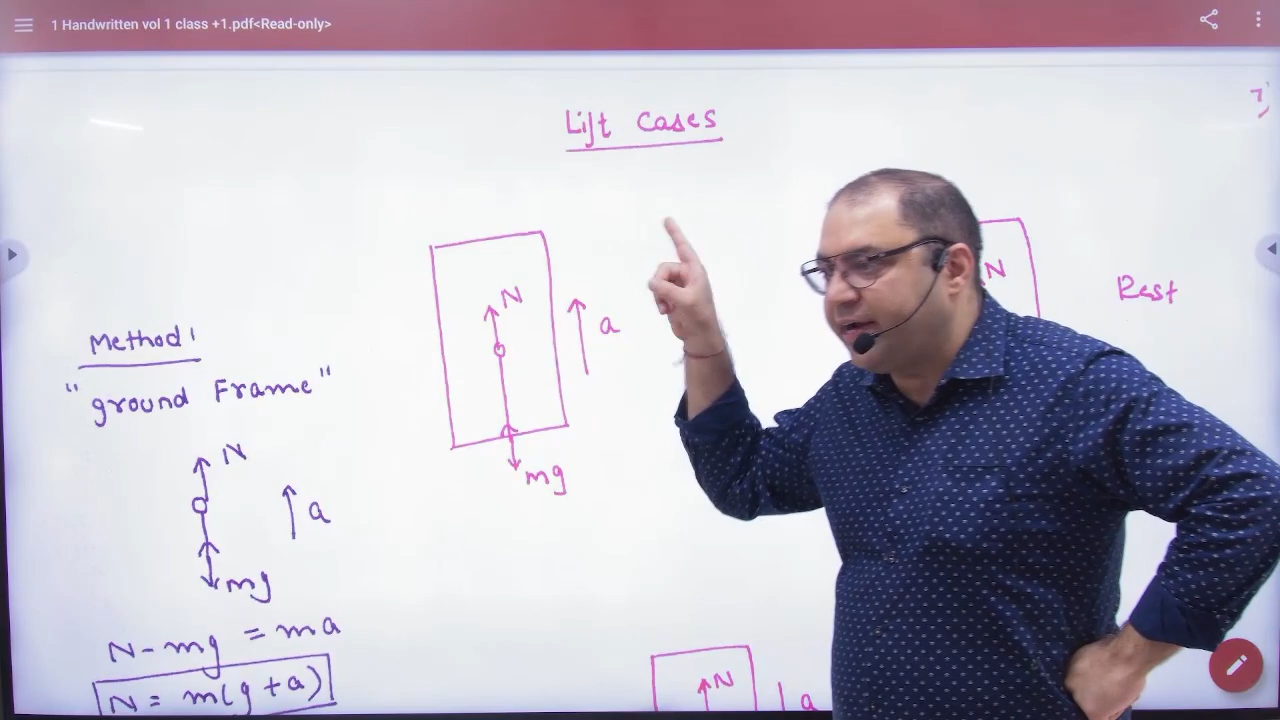 1 Handwritten vol 1 class +1.pdf<Read-only>
Lift Cases
N
a
mg
N
Rest
Method 1
"ground Frame"
N
a
mg
N - mg = ma
N = m(g + a)
N
a